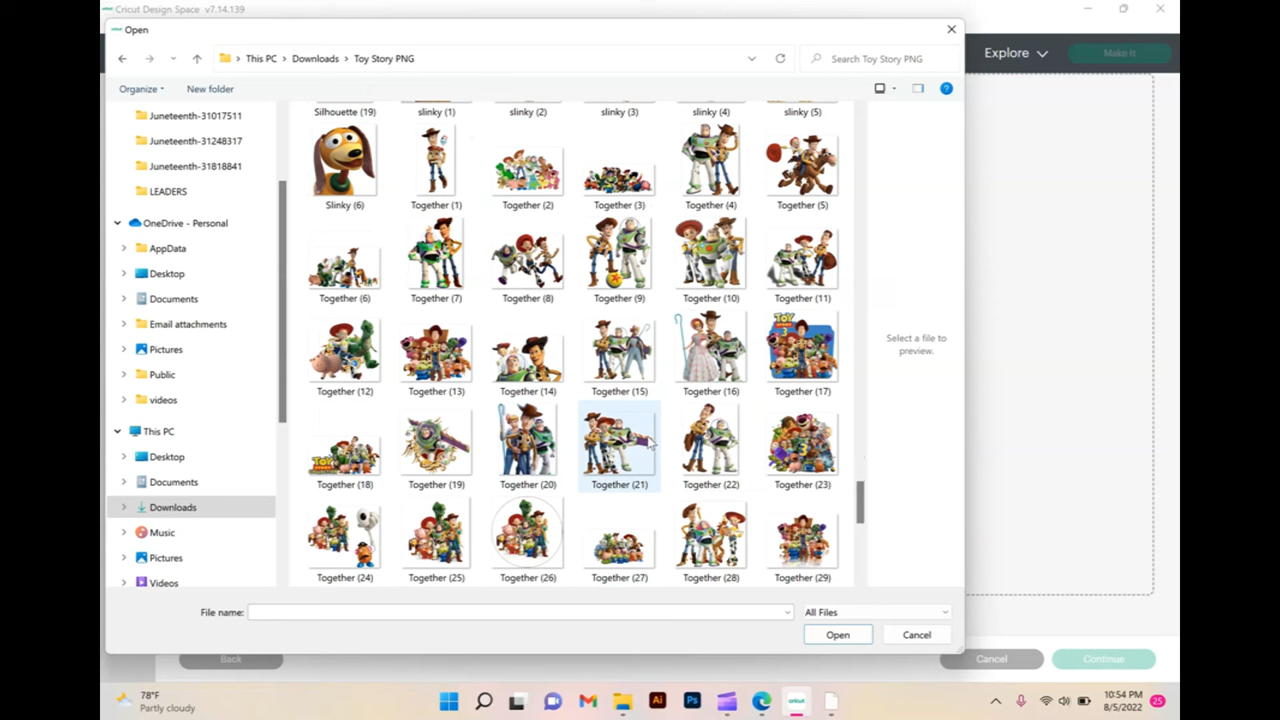 Cricut Design Space v7.14.139
Open
Explore
Make It
This PC > Downloads > Toy Story PNG
Search Toy Story PNG
Organize
New folder
Juneteenth-31017511
Juneteenth-31248317
Juneteenth-31818841
LEADERS
OneDrive - Personal
AppData
Desktop
Documents
Email attachments
Pictures
Public
videos
This PC
Desktop
Documents
Downloads
Music
Pictures
Videos
Silhouette (19) slinky (1) slinky (2) slinky (3) slinky (4) slinky (5)
Slinky (6) Together (1) Together (2) Together (3) Together (4) Together (5)
Together (6) Together (7) Together (8) Together (9) Together (10) Together (11)
Together (12) Together (13) Together (14) Together (15) Together (16) Together (17)
Together (18) Together (19) Together (20) Together (21) Together (22) Together (23)
Together (24) Together (25) Together (26) Together (27) Together (28) Together (29)
Select a file to
preview.
File name:
All Files
Open
Cancel
Back
Cancel
Continue
78°F
Partly cloudy
Ai
Ps
cricut
10:54 PM
8/5/2022
25